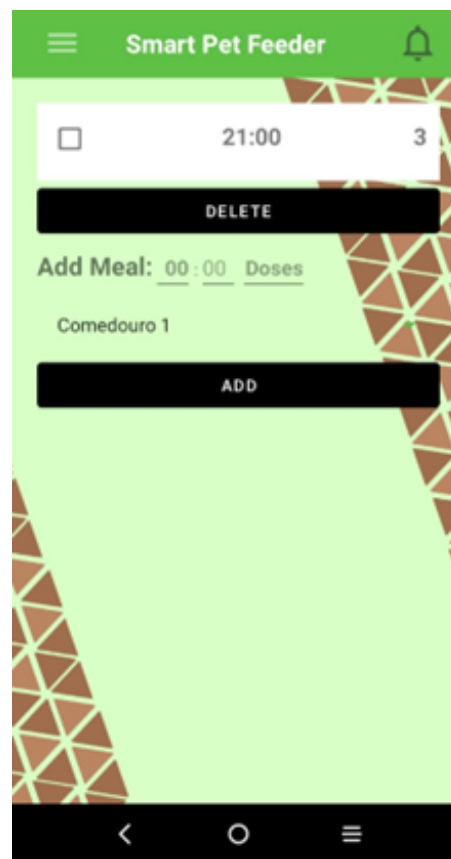 Smart Pet Feeder
21:00 3
DELETE
Add Meal: 00:00 Doses
Comedouro 1
ADD